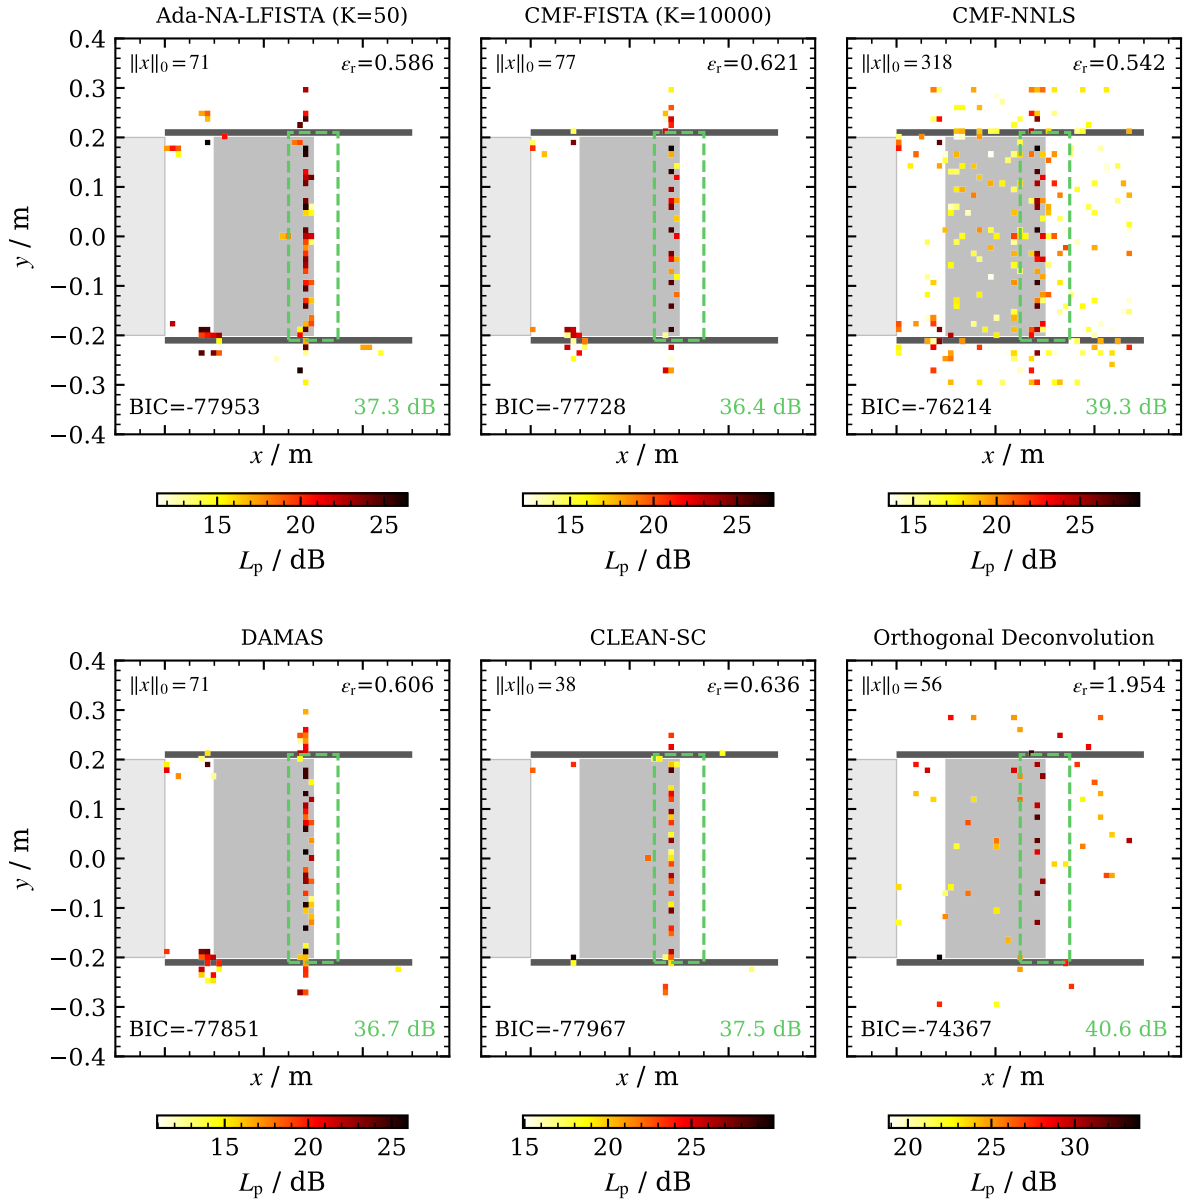 Ada-NA-LFISTA (K=50)
CMF-FISTA (K=10000)
CMF-NNLS
0.4
0.3
0.2
0.1
0.0
−0.1
−0.2
−0.3
−0.4
y / m
||x||₀ = 71
εr=0.586
BIC=-77953
37.3 dB
x / m
||x||₀ = 77
εr=0.621
BIC=-77728
36.4 dB
x / m
||x||₀ = 318
εr=0.542
BIC=-76214
39.3 dB
x / m
15 20 25
Lp / dB
15 20 25
Lp / dB
15 20 25
Lp / dB
DAMAS
CLEAN-SC
Orthogonal Deconvolution
0.4
0.3
0.2
0.1
0.0
−0.1
−0.2
−0.3
−0.4
y / m
||x||₀ = 71
εr=0.606
BIC=-77851
36.7 dB
x / m
||x||₀ = 38
εr=0.636
BIC=-77967
37.5 dB
x / m
||x||₀ = 56
εr=1.954
BIC=-74367
40.6 dB
x / m
15 20 25
Lp / dB
15 20 25
Lp / dB
20 25 30
Lp / dB